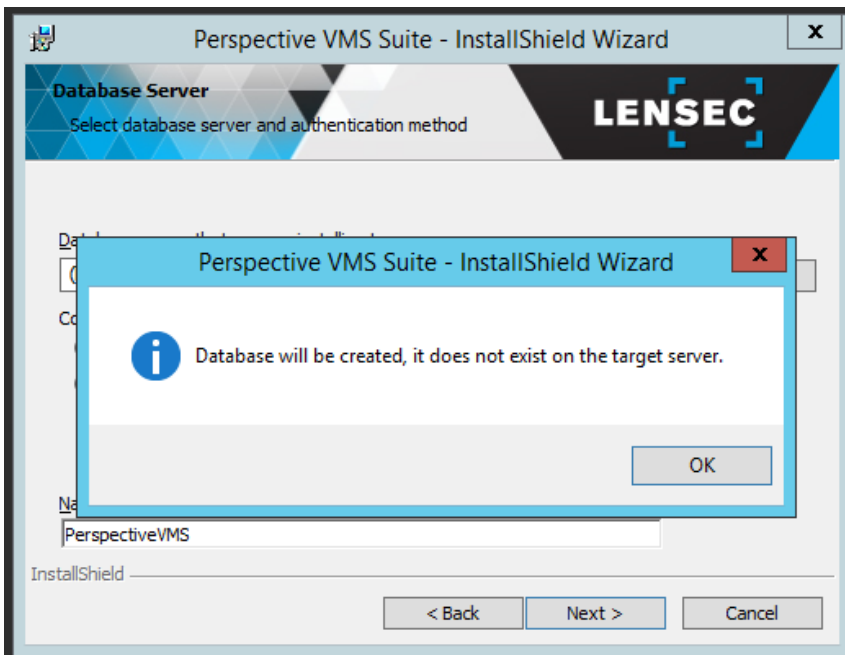 Perspective VMS Suite - InstallShield Wizard
x
Database Server
Select database server and authentication method
LENSEC
Perspective VMS Suite - InstallShield Wizard
x
Database will be created, it does not exist on the target server.
OK
PerspectiveVMS
InstallShield
< Back
Next >
Cancel